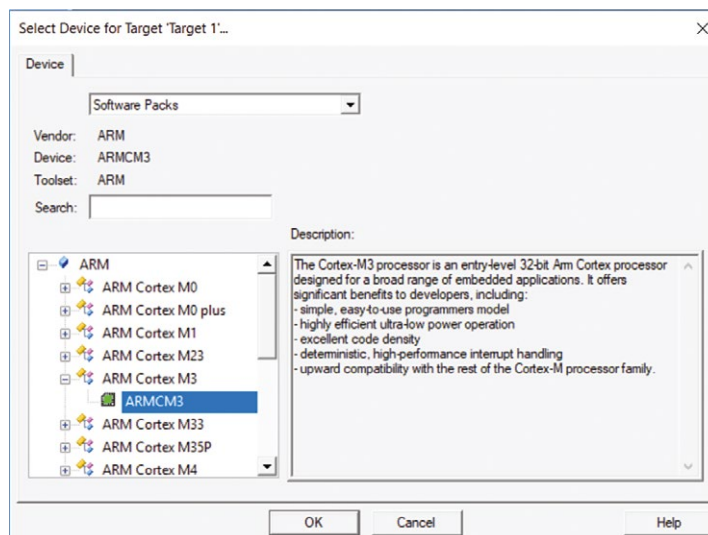 Select Device for Target 'Target 1'...
Device
Software Packs
Vendor: ARM
Device: ARMCM3
Toolset: ARM
Search:
Description:
ARM
ARM Cortex M0
ARM Cortex M0 plus
ARM Cortex M1
ARM Cortex M23
ARM Cortex M3
ARMCM3
ARM Cortex M33
ARM Cortex M35P
ARM Cortex M4
The Cortex-M3 processor is an entry-level 32-bit Arm Cortex processor
designed for a broad range of embedded applications. It offers
significant benefits to developers, including:
- simple, easy-to-use programmers model
- highly efficient ultra-low power operation
- excellent code density
- deterministic, high-performance interrupt handling
- upward compatibility with the rest of the Cortex-M processor family.
OK
Cancel
Help